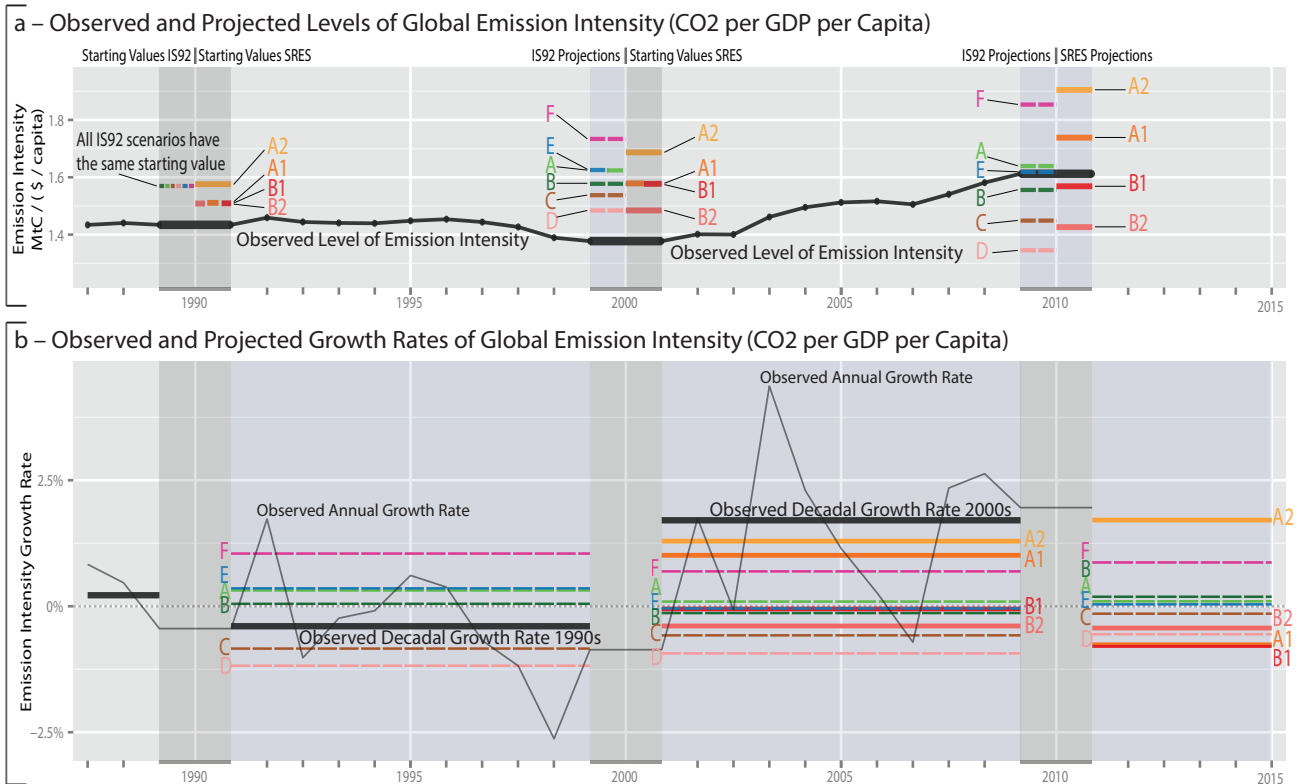 a – Observed and Projected Levels of Global Emission Intensity (CO2 per GDP per Capita)
Starting Values IS92 | Starting Values SRES
IS92 Projections | Starting Values SRES
IS92 Projections | SRES Projections
Emission Intensity
MtC / ( $ / capita)
1.8
1.6
1.4
All IS92 scenarios have
the same starting value
A2
A1
B1
B2
F
E
A
B
C
D
A2
A1
B1
B2
F
A
E
B
C
D
A2
A1
B1
B2
Observed Level of Emission Intensity
Observed Level of Emission Intensity
1990
1995
2000
2005
2010
2015
b – Observed and Projected Growth Rates of Global Emission Intensity (CO2 per GDP per Capita)
Emission Intensity Growth Rate
2.5%
0%
−2.5%
Observed Annual Growth Rate
F
E
A
B
C
D
Observed Decadal Growth Rate 1990s
Observed Annual Growth Rate
Observed Decadal Growth Rate 2000s
F
A
E
B
C
D
A2
A1
B1
B2
F
B
A
E
C
D
A2
B2
A1
B1
1990
1995
2000
2005
2010
2015